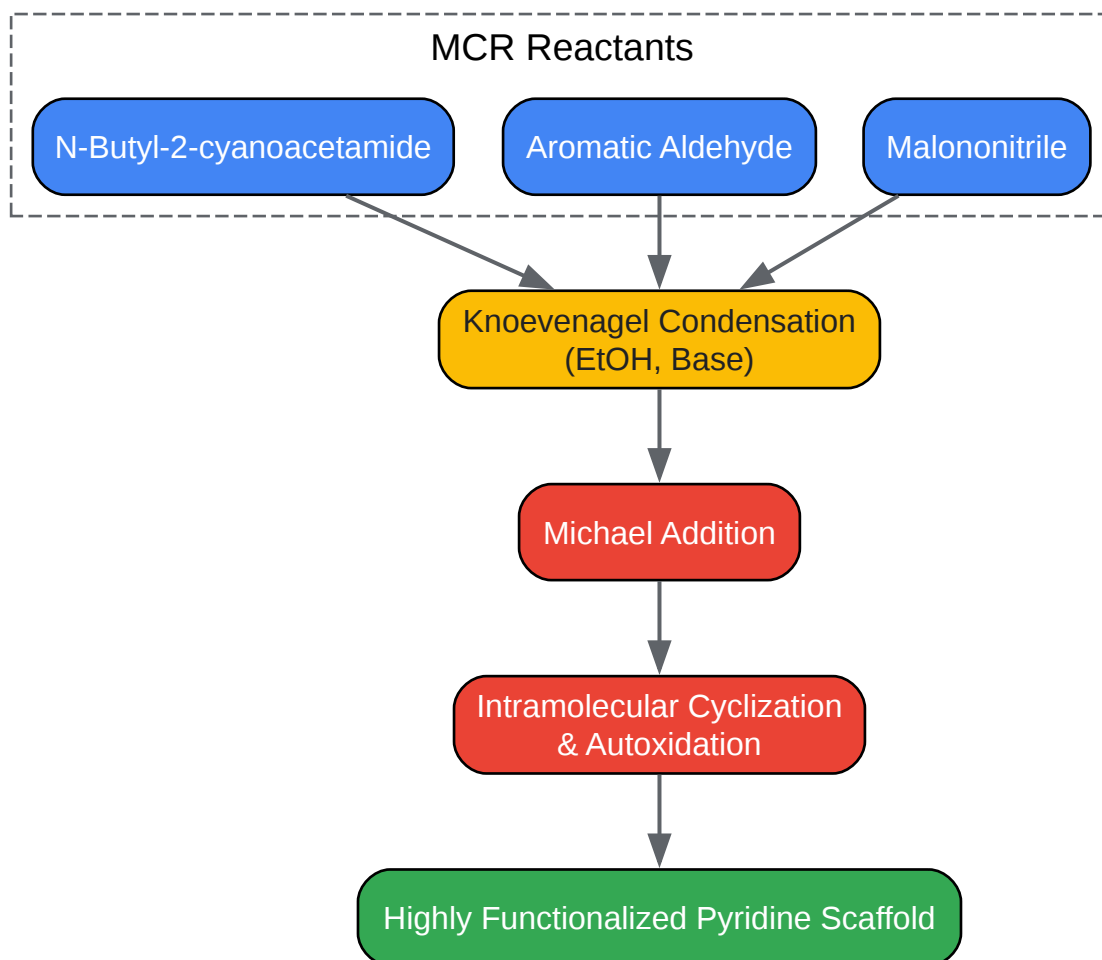 MCR Reactants
N-Butyl-2-cyanoacetamide
Aromatic Aldehyde
Malononitrile
Knoevenagel Condensation
(EtOH, Base)
Michael Addition
Intramolecular Cyclization
& Autoxidation
Highly Functionalized Pyridine Scaffold